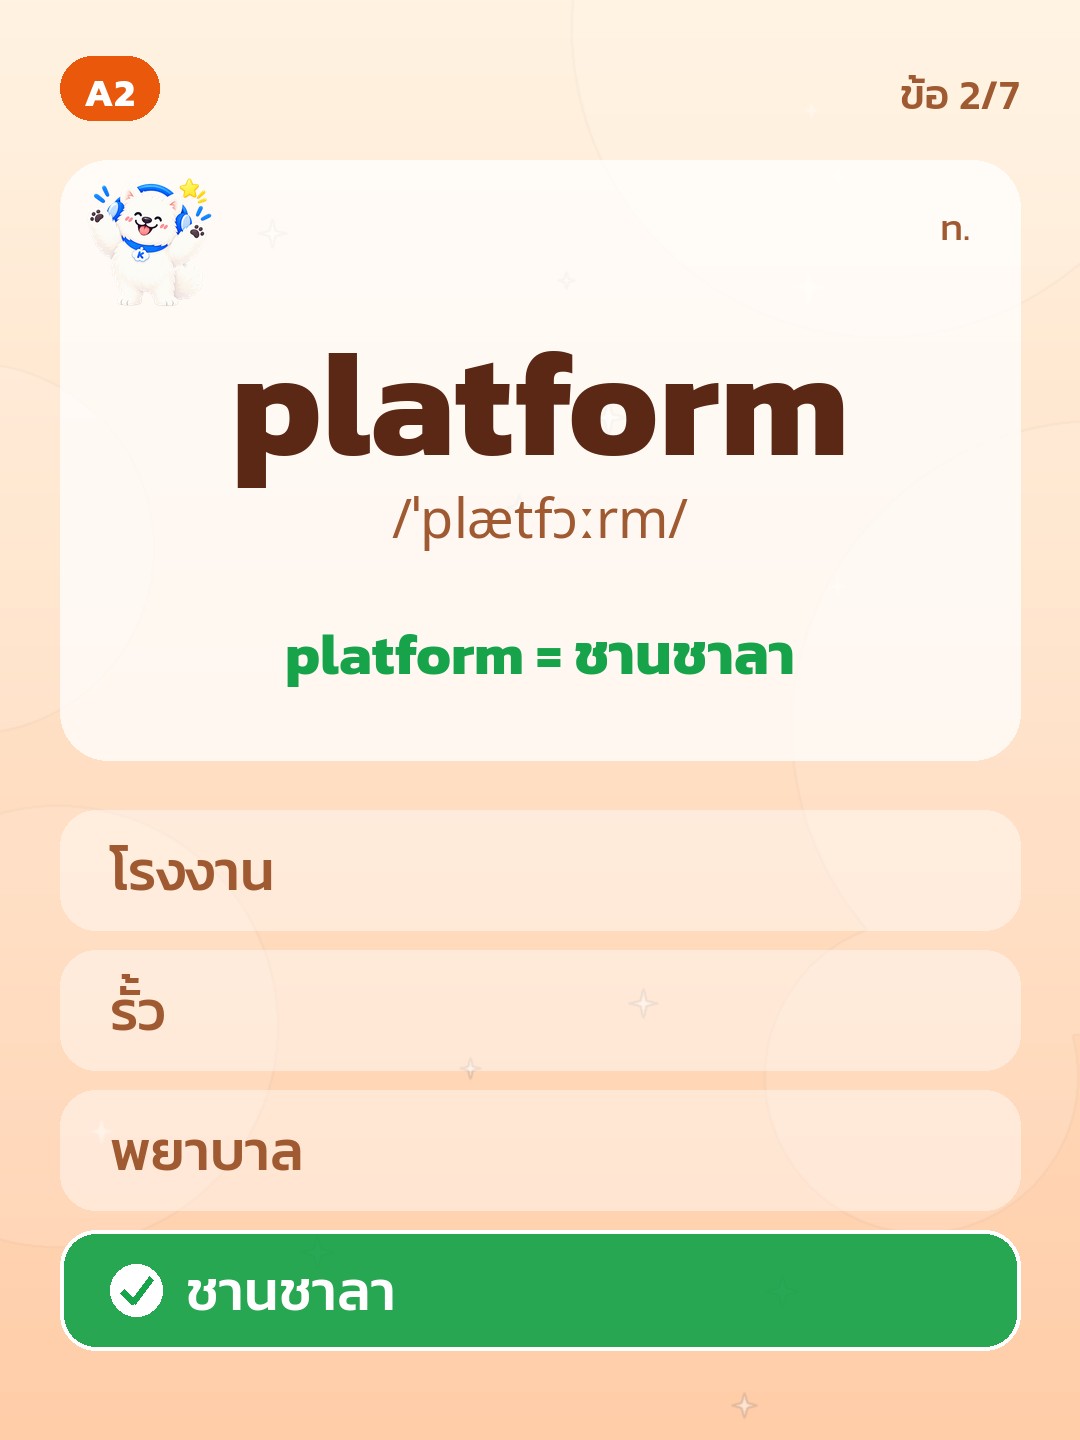 A2
ข้อ 2/7
K
n.
platform
/ˈplætfɔːrm/
platform = ชานชาลา
โรงงาน
รั้ว
พยาบาล
ชานชาลา